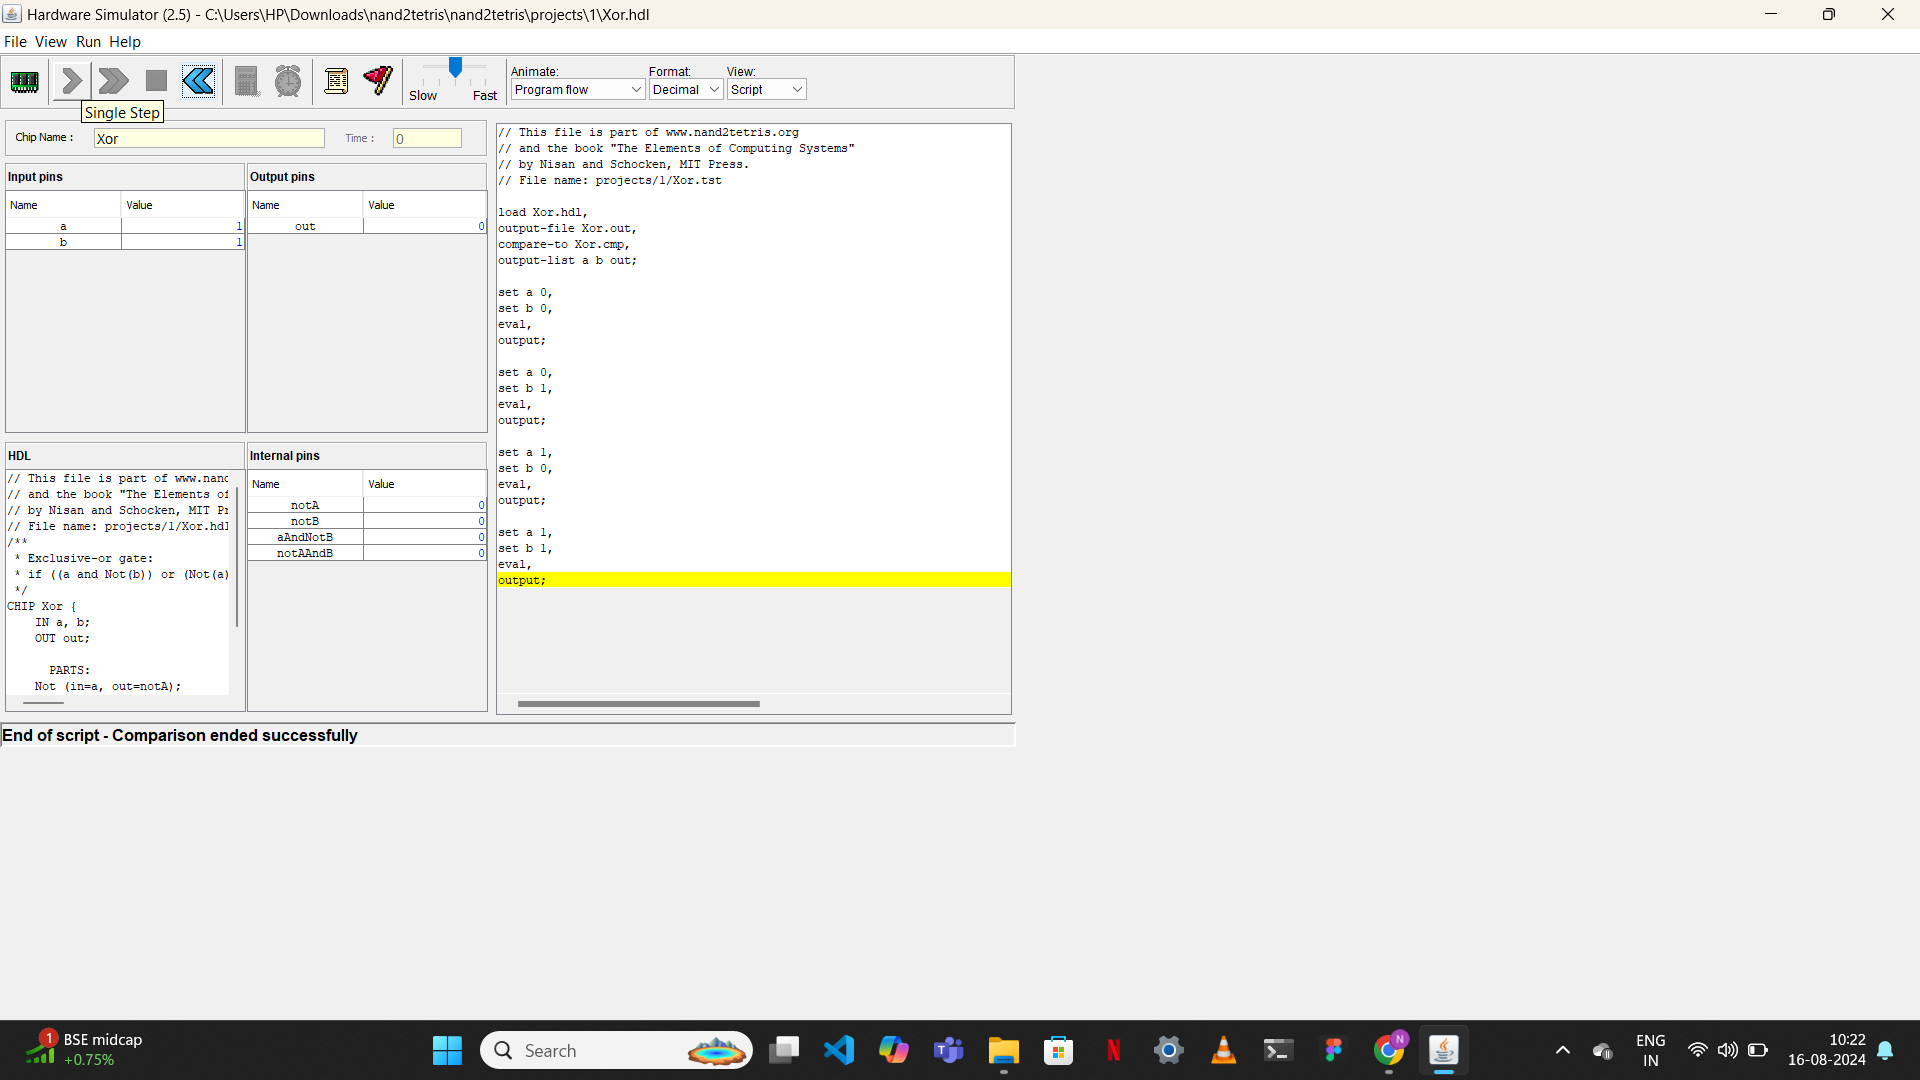 Hardware Simulator (2.5) - C:\Users\HP\Downloads\nand2tetris\nand2tetris\projects\1\Xor.hdl
File View Run Help
Slow Fast
Animate:
Program flow
Format:
Decimal
View:
Script
Single Step
Chip Name :
Xor
Time :
0
Input pins
Name Value
a 1
b 1
Output pins
Name Value
out 0
HDL
// This file is part of www.nand
// and the book "The Elements of
// by Nisan and Schocken, MIT Pr
// File name: projects/1/Xor.hdl
/**
* Exclusive-or gate:
* if ((a and Not(b)) or (Not(a)
*/
CHIP Xor {
IN a, b;
OUT out;
PARTS:
Not (in=a, out=notA);
Internal pins
Name Value
notA 0
notB 0
aAndNotB 0
notAAndB 0
// This file is part of www.nand2tetris.org
// and the book "The Elements of Computing Systems"
// by Nisan and Schocken, MIT Press.
// File name: projects/1/Xor.tst
load Xor.hdl,
output-file Xor.out,
compare-to Xor.cmp,
output-list a b out;
set a 0,
set b 0,
eval,
output;
set a 0,
set b 1,
eval,
output;
set a 1,
set b 0,
eval,
output;
set a 1,
set b 1,
eval,
output;
End of script - Comparison ended successfully
1
BSE midcap
+0.75%
Search
N
ENG
IN
10:22
16-08-2024